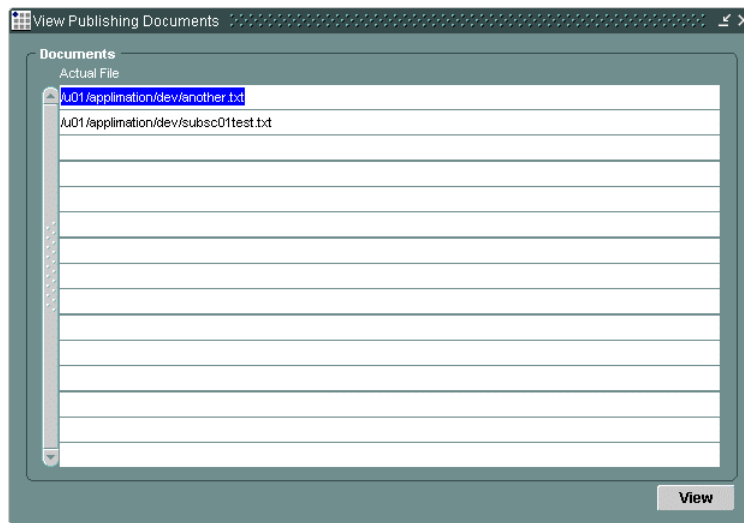 View Publishing Documents
Documents
Actual File
/u01/applimation/dev/another.txt
/u01/applimation/dev/subsc01test.txt
View